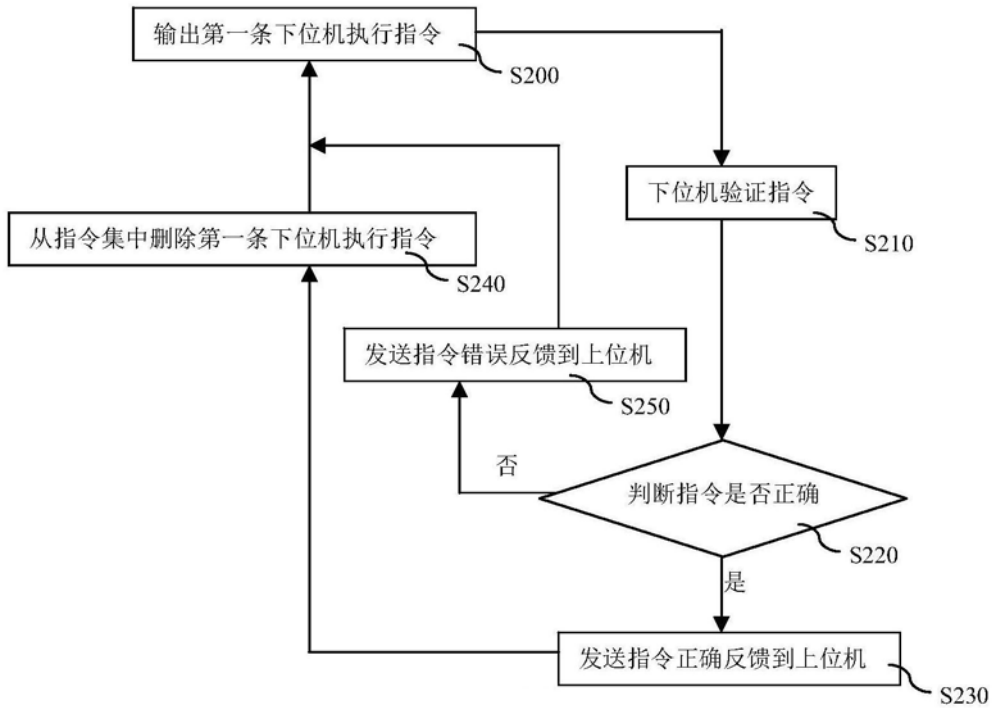 输出第一条下位机执行指令
S200
下位机验证指令
S210
从指令集中删除第一条下位机执行指令
S240
发送指令错误反馈到上位机
S250
否
判断指令是否正确
S220
是
发送指令正确反馈到上位机
S230